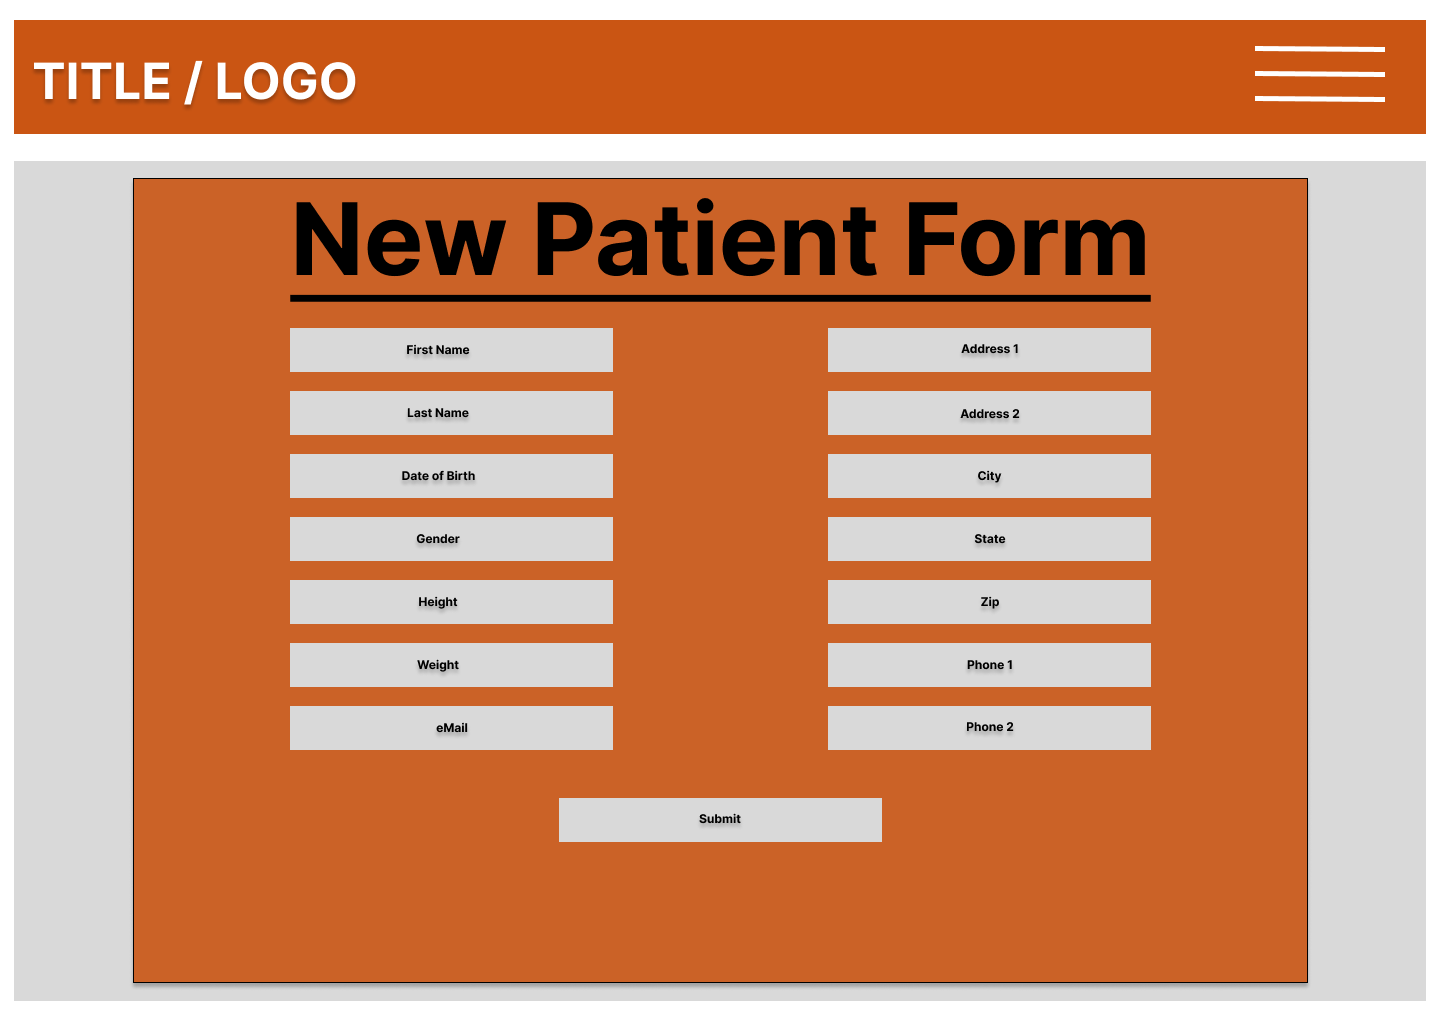 TITLE / LOGO
New Patient Form
First Name
Last Name
Date of Birth
Gender
Height
Weight
eMail
Address 1
Address 2
City
State
Zip
Phone 1
Phone 2
Submit